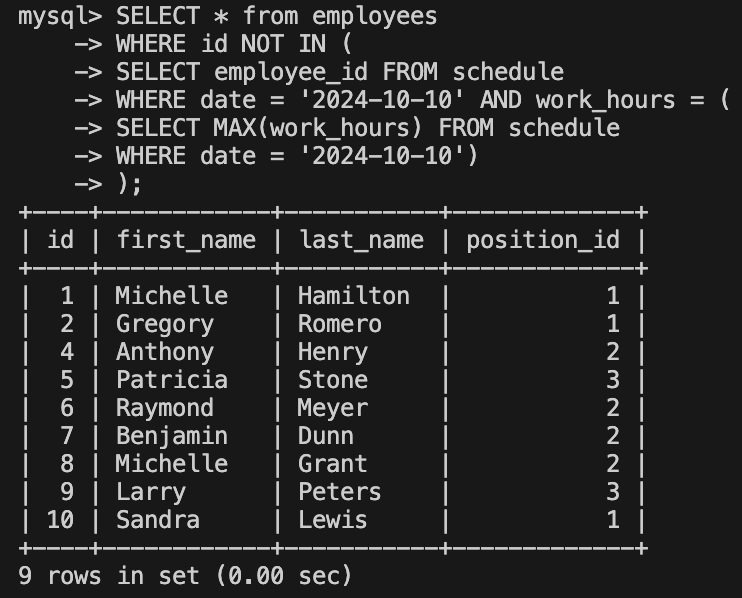 mysql> SELECT * from employees
    -> WHERE id NOT IN (
    -> SELECT employee_id FROM schedule
    -> WHERE date = '2024-10-10' AND work_hours = (
    -> SELECT MAX(work_hours) FROM schedule
    -> WHERE date = '2024-10-10')
    -> );
+----+------------+-----------+-------------+
| id | first_name | last_name | position_id |
+----+------------+-----------+-------------+
|  1 | Michelle   | Hamilton  |           1 |
|  2 | Gregory    | Romero    |           1 |
|  4 | Anthony    | Henry     |           2 |
|  5 | Patricia   | Stone     |           3 |
|  6 | Raymond    | Meyer     |           2 |
|  7 | Benjamin   | Dunn      |           2 |
|  8 | Michelle   | Grant     |           2 |
|  9 | Larry      | Peters    |           3 |
| 10 | Sandra     | Lewis     |           1 |
+----+------------+-----------+-------------+
9 rows in set (0.00 sec)